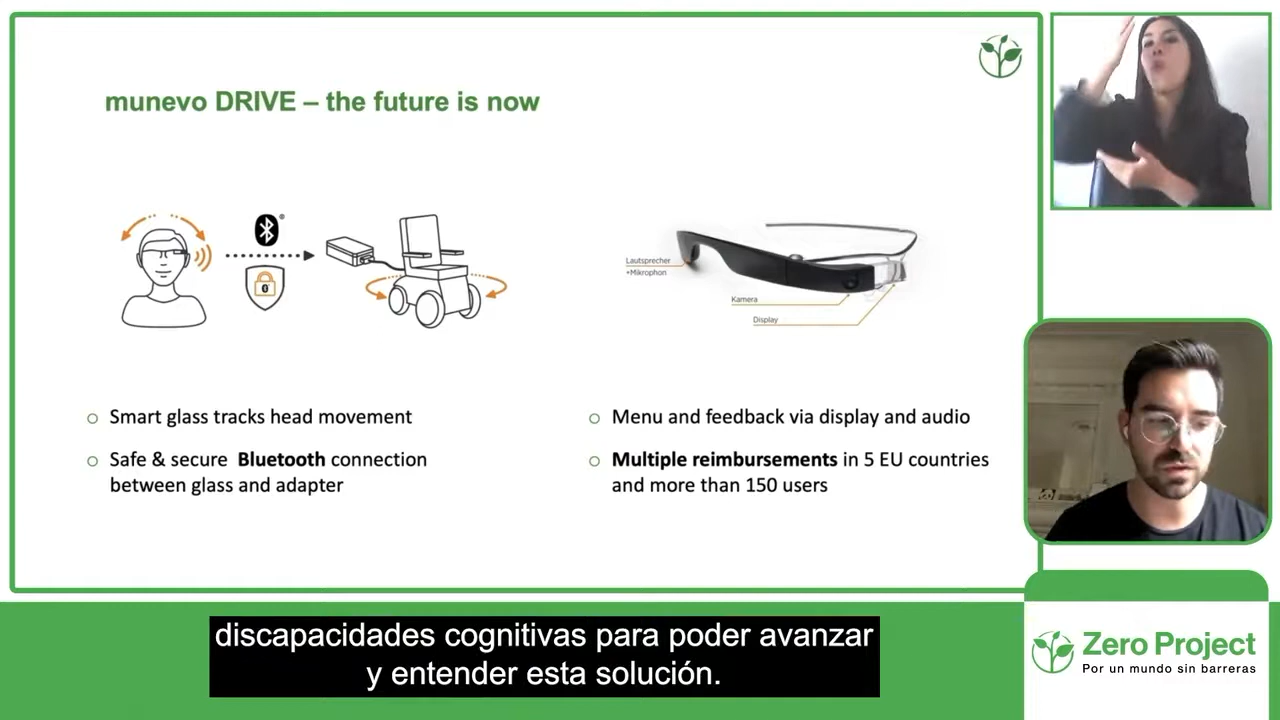 munevo DRIVE – the future is now
Lautsprecher
+Mikrophon
Kamera
Display
○ Smart glass tracks head movement
○ Safe & secure Bluetooth connection
between glass and adapter
○ Menu and feedback via display and audio
○ Multiple reimbursements in 5 EU countries
and more than 150 users
discapacidades cognitivas para poder avanzar
y entender esta solución.
Zero Project
Por un mundo sin barreras